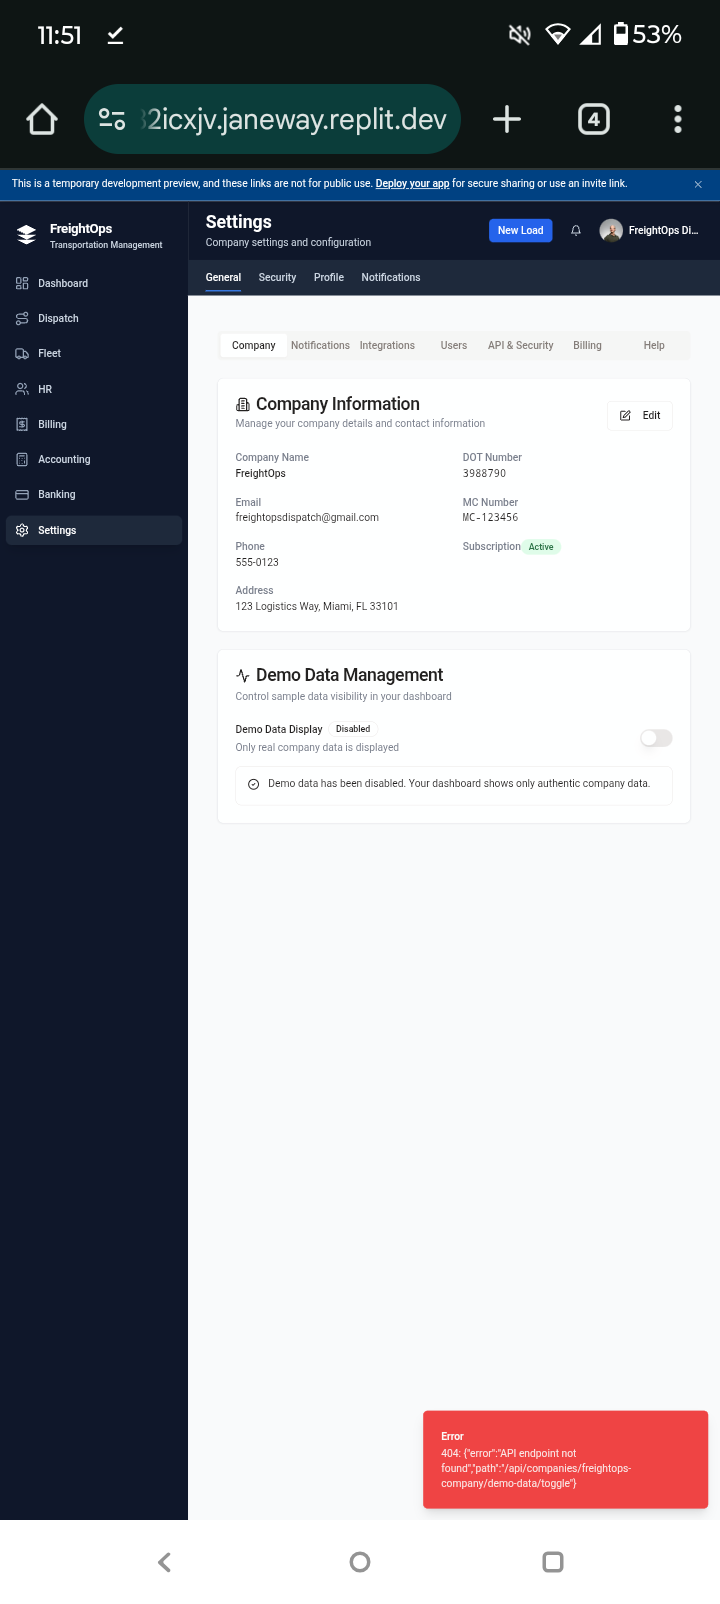 11:51
53%
2icxjv.janeway.replit.dev
4
This is a temporary development preview, and these links are not for public use. Deploy your app for secure sharing or use an invite link.
FreightOps
Transportation Management
Settings
Company settings and configuration
New Load
FreightOps Di...
Dashboard
Dispatch
Fleet
HR
Billing
Accounting
Banking
Settings
General Security Profile Notifications
Company Notifications Integrations Users API & Security Billing Help
Company Information
Manage your company details and contact information
Edit
Company Name
FreightOps
DOT Number
3988790
Email
freightopsdispatch@gmail.com
MC Number
MC-123456
Phone
555-0123
Subscription Active
Address
123 Logistics Way, Miami, FL 33101
Demo Data Management
Control sample data visibility in your dashboard
Demo Data Display Disabled
Only real company data is displayed
Demo data has been disabled. Your dashboard shows only authentic company data.
Error
404: {"error":"API endpoint not
found","path":"/api/companies/freightops-
company/demo-data/toggle"}